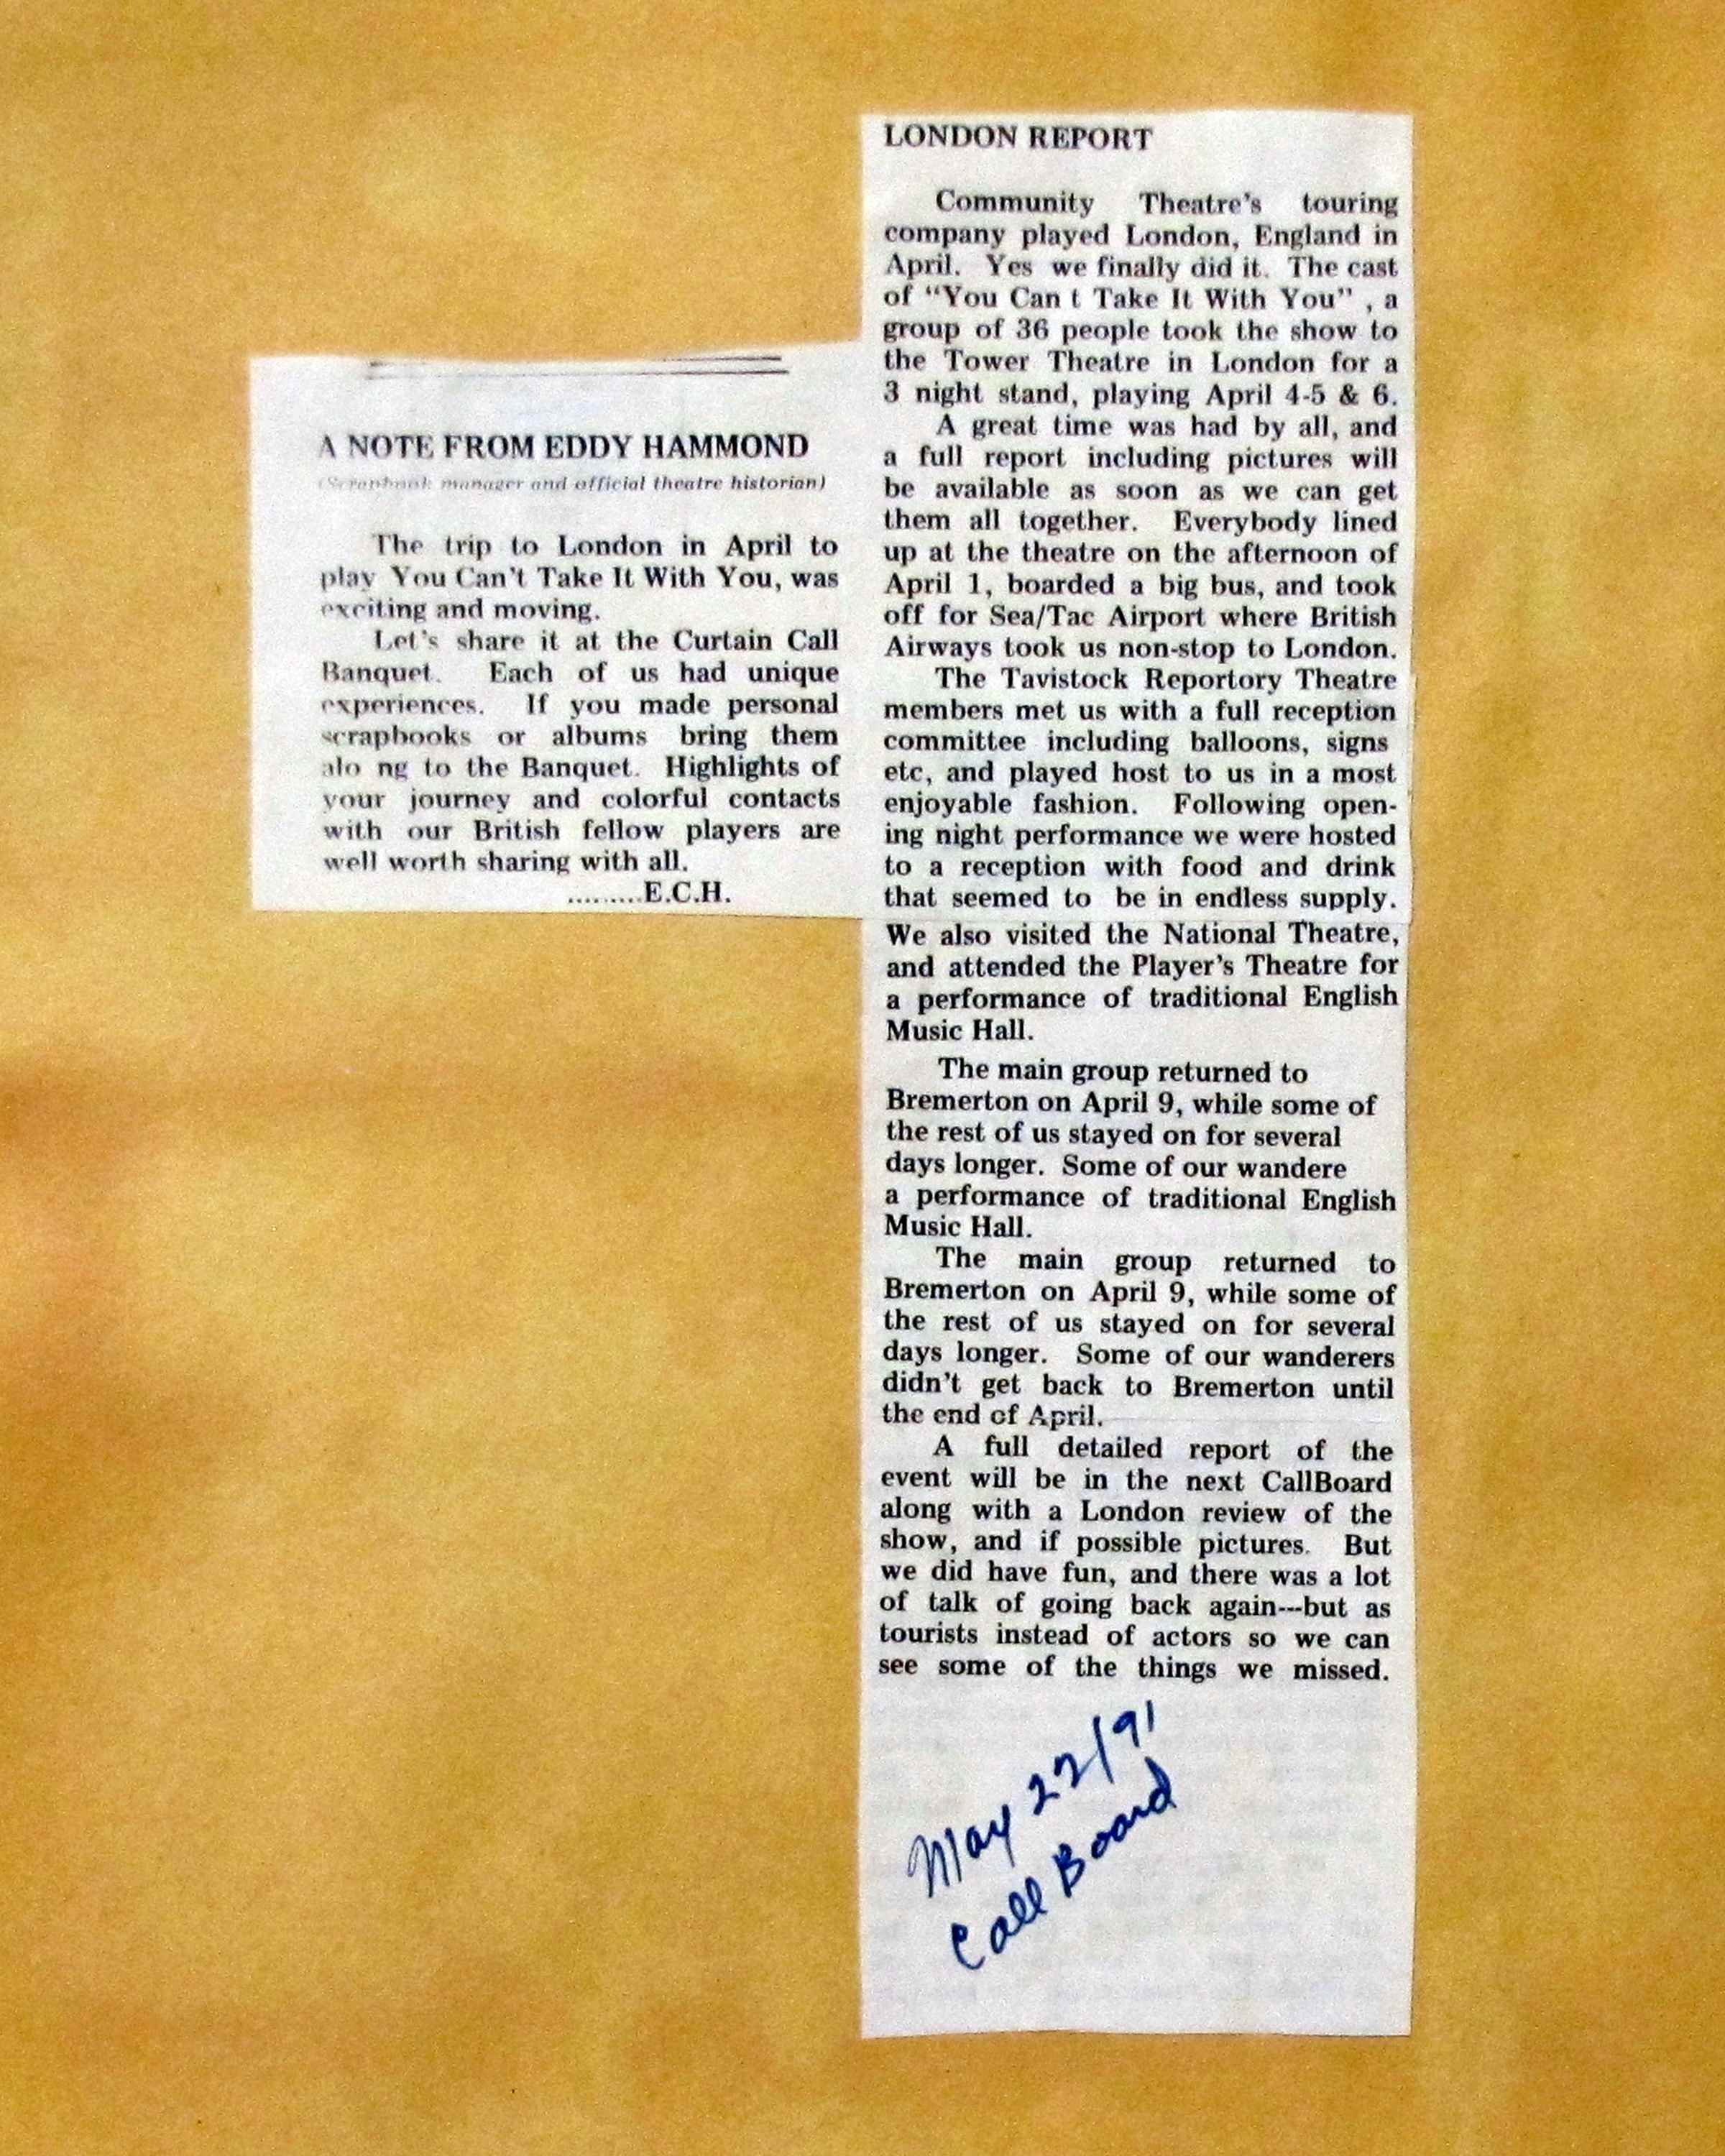 A NOTE FROM EDDY HAMMOND
(Scrapbook manager and official theatre historian)
The trip to London in April to
play You Can't Take It With You, was
exciting and moving.
Let's share it at the Curtain Call
Banquet. Each of us had unique
experiences. If you made personal
scrapbooks or albums bring them
alo ng to the Banquet. Highlights of
your journey and colorful contacts
with our British fellow players are
well worth sharing with all.
.........E.C.H.
LONDON REPORT
Community Theatre's touring
company played London, England in
April. Yes we finally did it. The cast
of "You Can t Take It With You" , a
group of 36 people took the show to
the Tower Theatre in London for a
3 night stand, playing April 4-5 & 6.
A great time was had by all, and
a full report including pictures will
be available as soon as we can get
them all together. Everybody lined
up at the theatre on the afternoon of
April 1, boarded a big bus, and took
off for Sea/Tac Airport where British
Airways took us non-stop to London.
The Tavistock Reportory Theatre
members met us with a full reception
committee including balloons, signs
etc, and played host to us in a most
enjoyable fashion. Following open-
ing night performance we were hosted
to a reception with food and drink
that seemed to be in endless supply.
We also visited the National Theatre,
and attended the Player's Theatre for
a performance of traditional English
Music Hall.
The main group returned to
Bremerton on April 9, while some of
the rest of us stayed on for several
days longer. Some of our wandere
a performance of traditional English
Music Hall.
The main group returned to
Bremerton on April 9, while some of
the rest of us stayed on for several
days longer. Some of our wanderers
didn't get back to Bremerton until
the end of April.
A full detailed report of the
event will be in the next CallBoard
along with a London review of the
show, and if possible pictures. But
we did have fun, and there was a lot
of talk of going back again---but as
tourists instead of actors so we can
see some of the things we missed.
May 22/91
Call Board